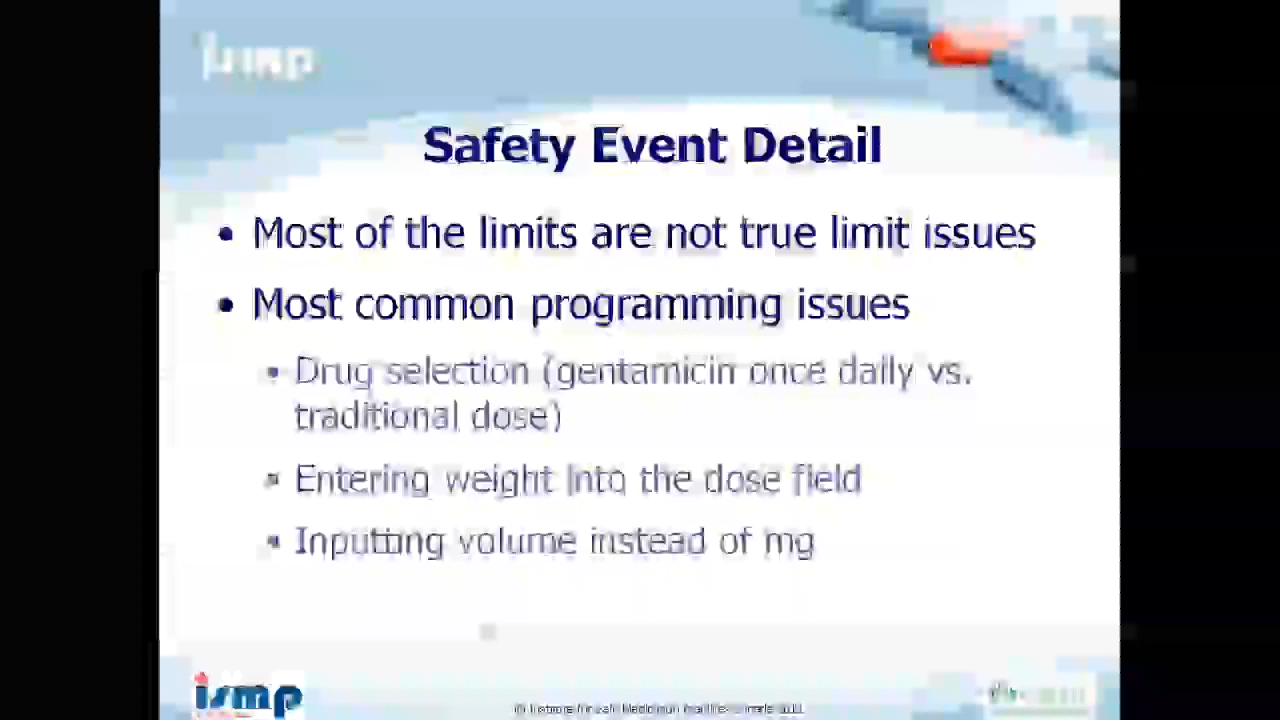 ismp
Safety Event Detail
• Most of the limits are not true limit issues
• Most common programming issues
• Drug selection (gentamicin once daily vs.
traditional dose)
• Entering weight into the dose field
• Inputting volume instead of mg
ismp